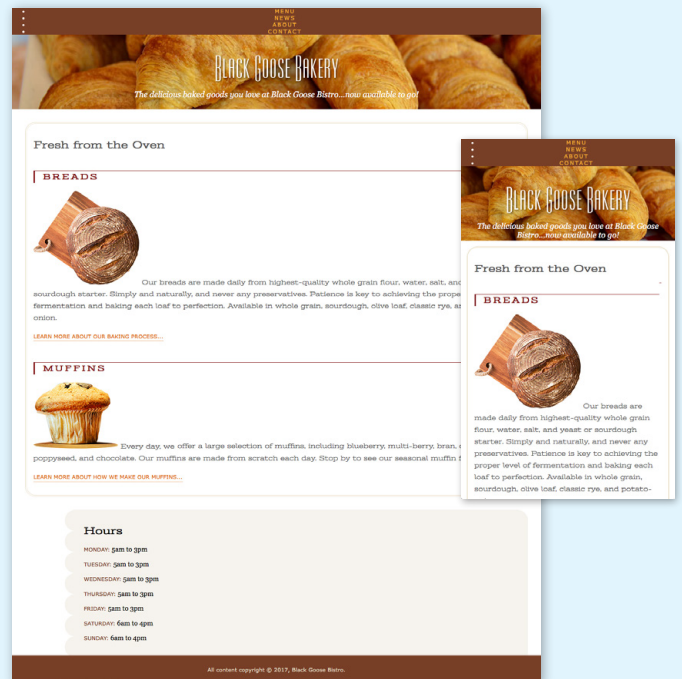 MENU
NEWS
ABOUT
CONTACT
BLACK GOOSE BAKERY
The delicious baked goods you love at Black Goose Bistro...now available to go!
Fresh from the Oven
BREADS
Our breads are made daily from highest-quality whole grain flour, water, salt, and
sourdough starter. Simply and naturally, and never any preservatives. Patience is key to achieving the prope
fermentation and baking each loaf to perfection. Available in whole grain, sourdough, olive loaf, classic rye,
onion.
LEARN MORE ABOUT OUR BAKING PROCESS...
MUFFINS
Every day, we offer a large selection of muffins, including blueberry, multi-berry, bran,
poppyseed, and chocolate. Our muffins are made from scratch each day. Stop by to see our seasonal muffin
LEARN MORE ABOUT HOW WE MAKE OUR MUFFINS...
Hours
MONDAY: 5am to 3pm
TUESDAY: 5am to 3pm
WEDNESDAY: 5am to 3pm
THURSDAY: 5am to 3pm
FRIDAY: 5am to 3pm
SATURDAY: 6am to 4pm
SUNDAY: 6am to 4pm
All content copyright © 2017, Black Goose Bistro.
MENU
NEWS
ABOUT
CONTACT
BLACK GOOSE BAKERY
The delicious baked goods you love at Black Goose
Bistro...now available to go!
Fresh from the Oven
BREADS
Our breads are
made daily from highest-quality whole grain
flour, water, salt, and yeast or sourdough
starter. Simply and naturally, and never any
preservatives. Patience is key to achieving the
proper level of fermentation and baking each
loaf to perfection. Available in whole grain,
sourdough, olive loaf, classic rye, and potato-